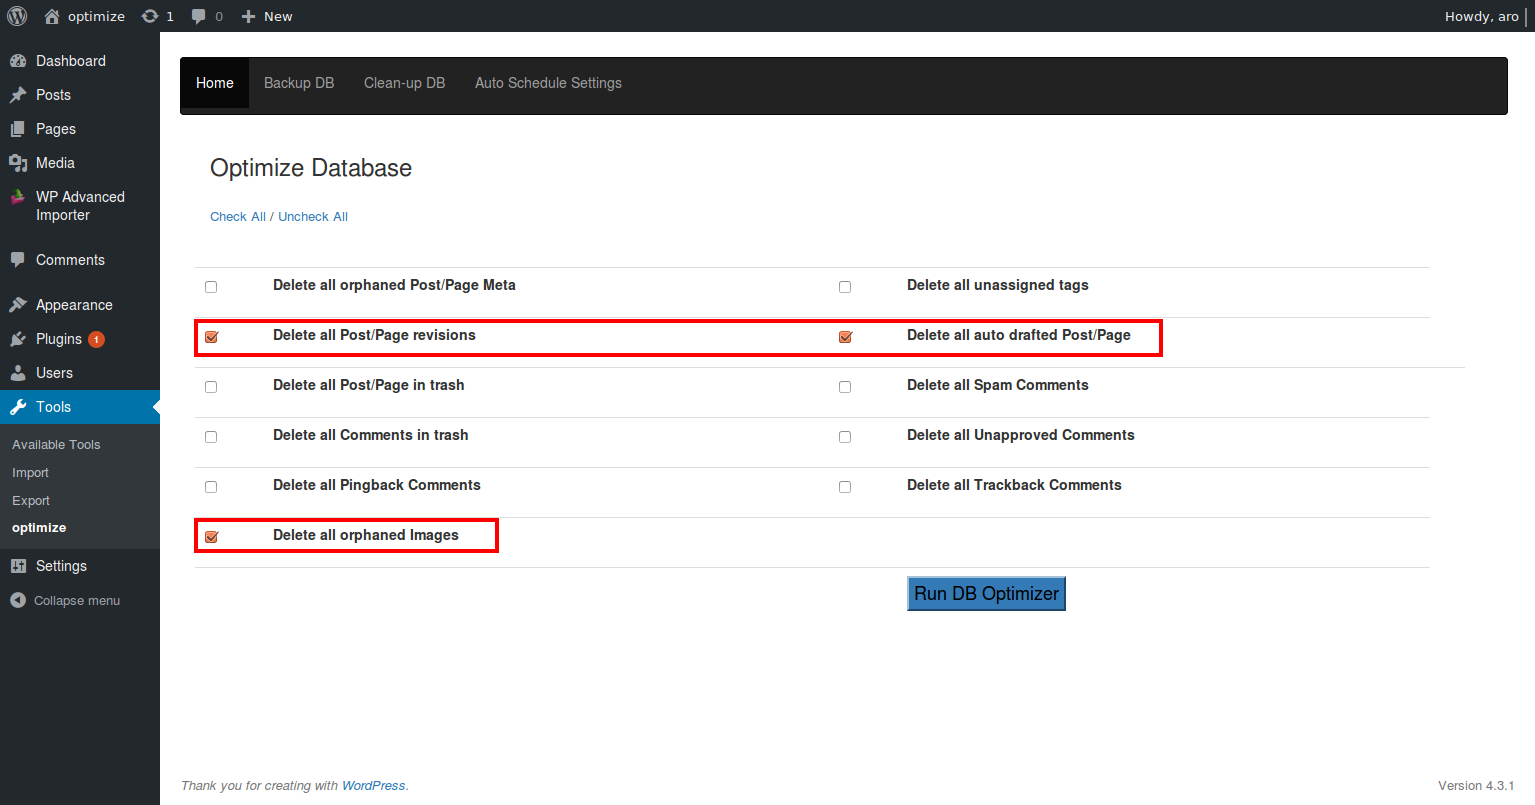 optimize 1 0 New Howdy, aro
Dashboard
Posts
Pages
Media
WP Advanced
Importer
Comments
Appearance
Plugins 1
Users
Tools
Available Tools
Import
Export
optimize
Settings
Collapse menu
Home Backup DB Clean-up DB Auto Schedule Settings
Optimize Database
Check All / Uncheck All
Delete all orphaned Post/Page Meta Delete all unassigned tags
Delete all Post/Page revisions Delete all auto drafted Post/Page
Delete all Post/Page in trash Delete all Spam Comments
Delete all Comments in trash Delete all Unapproved Comments
Delete all Pingback Comments Delete all Trackback Comments
Delete all orphaned Images
Run DB Optimizer
Thank you for creating with WordPress. Version 4.3.1